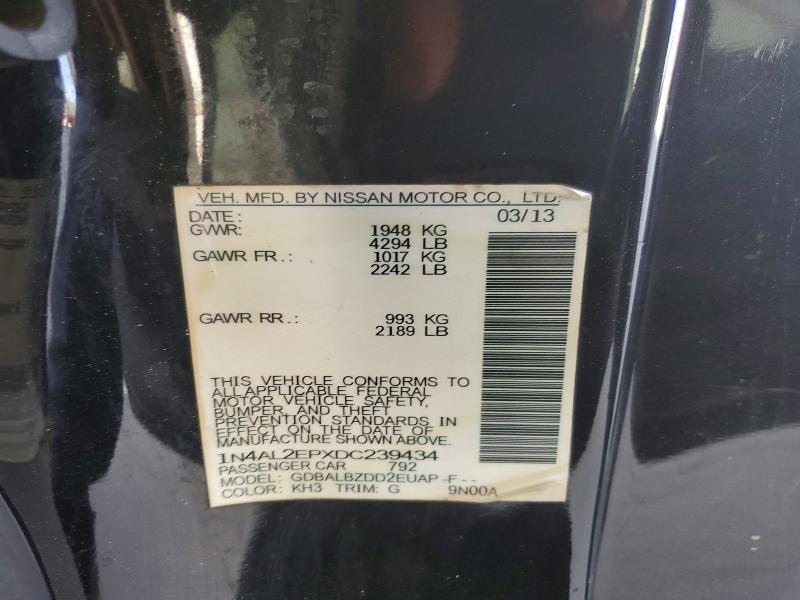 VEH. MFD. BY NISSAN MOTOR CO., LTD.
DATE: 03/13
GVWR: 1948 KG
4294 LB
GAWR FR.: 1017 KG
2242 LB
GAWR RR.: 993 KG
2189 LB
THIS VEHICLE CONFORMS TO
ALL APPLICABLE FEDERAL
MOTOR VEHICLE SAFETY,
BUMPER, AND THEFT
PREVENTION STANDARDS IN
EFFECT ON THE DATE OF
MANUFACTURE SHOWN ABOVE.
1N4AL2EPXDC239434
PASSENGER CAR 792
MODEL: GDBALBZDD2EUAP-F--
COLOR: KH3 TRIM: G 9N00A